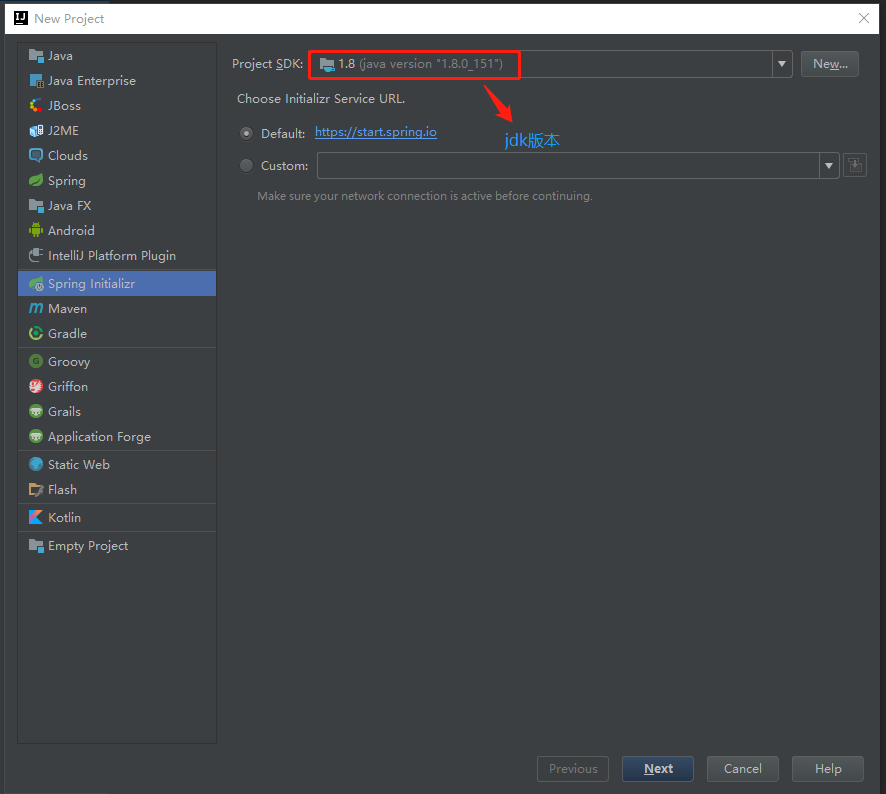 New Project
Java
Java Enterprise
JBoss
J2ME
Clouds
Spring
Java FX
Android
IntelliJ Platform Plugin
Spring Initializr
Maven
Gradle
Groovy
Griffon
Grails
Application Forge
Static Web
Flash
Kotlin
Empty Project
Project SDK: 1.8 (java version "1.8.0_151") New...
Choose Initializr Service URL.
Default: https://start.spring.io
jdk版本
Custom:
Make sure your network connection is active before continuing.
Previous Next Cancel Help